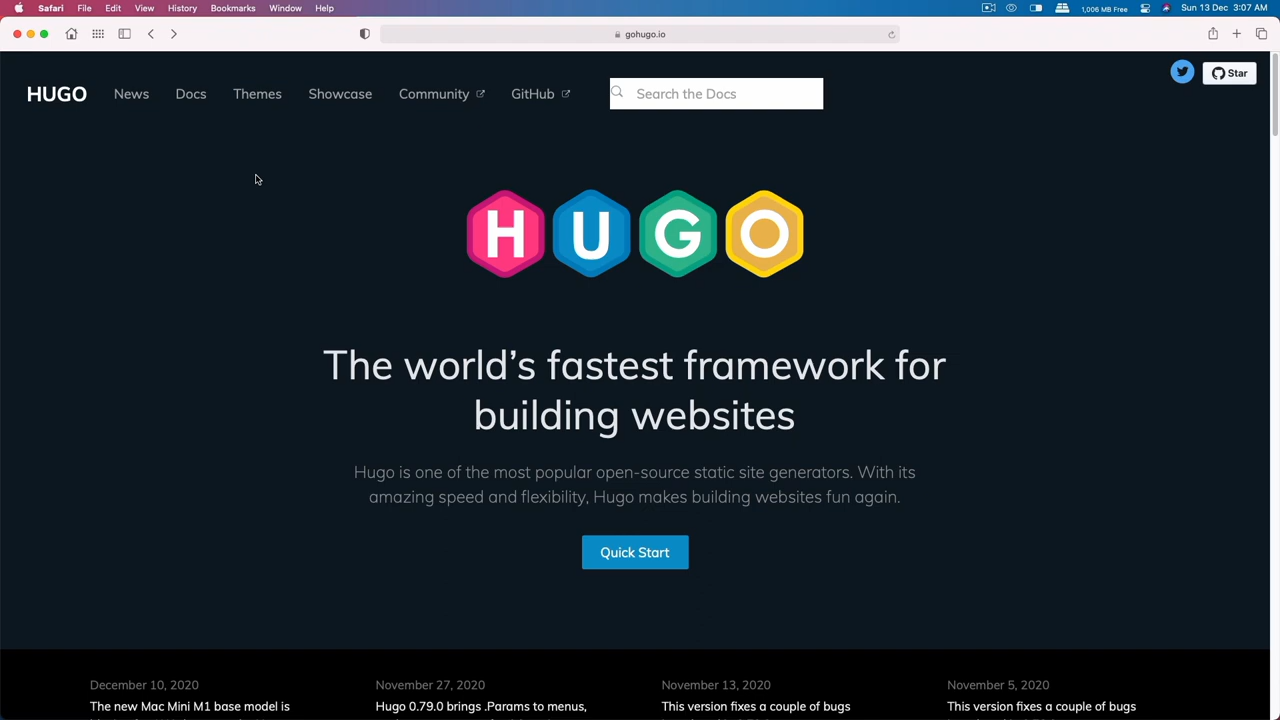 Safari File Edit View History Bookmarks Window Help 1,006 MB Free Sun 13 Dec 3:07 AM
gohugo.io
HUGO News Docs Themes Showcase Community GitHub Search the Docs Star
HUGO
The world’s fastest framework for
building websites
Hugo is one of the most popular open-source static site generators. With its
amazing speed and flexibility, Hugo makes building websites fun again.
Quick Start
December 10, 2020 November 27, 2020 November 13, 2020 November 5, 2020
The new Mac Mini M1 base model is Hugo 0.79.0 brings .Params to menus, This version fixes a couple of bugs This version fixes a couple of bugs